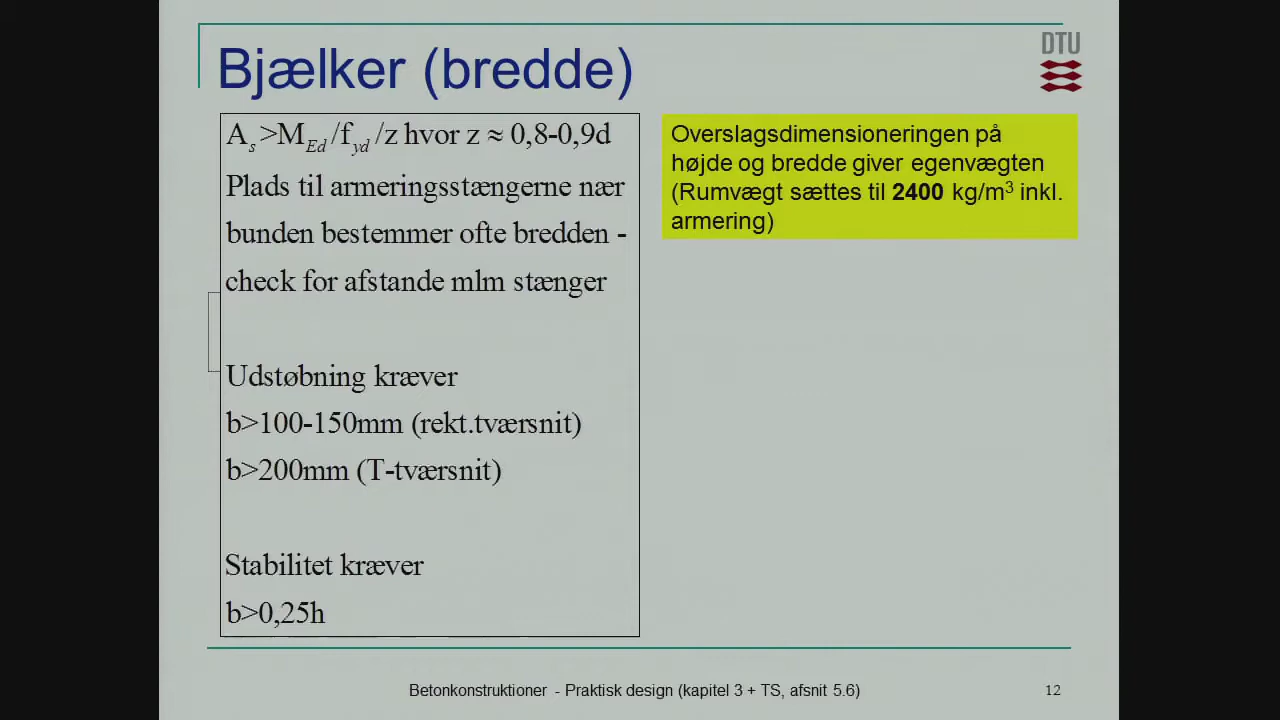 Bjælker (bredde)
DTU
A_s >M_Ed /f_yd /z hvor z ≈ 0,8-0,9d
Plads til armeringsstængerne nær
bunden bestemmer ofte bredden -
check for afstande mlm stænger
Udstøbning kræver
b>100-150mm (rekt.tværsnit)
b>200mm (T-tværsnit)
Stabilitet kræver
b>0,25h
Overslagsdimensioneringen på
højde og bredde giver egenvægten
(Rumvægt sættes til 2400 kg/m³ inkl.
armering)
Betonkonstruktioner - Praktisk design (kapitel 3 + TS, afsnit 5.6)
12